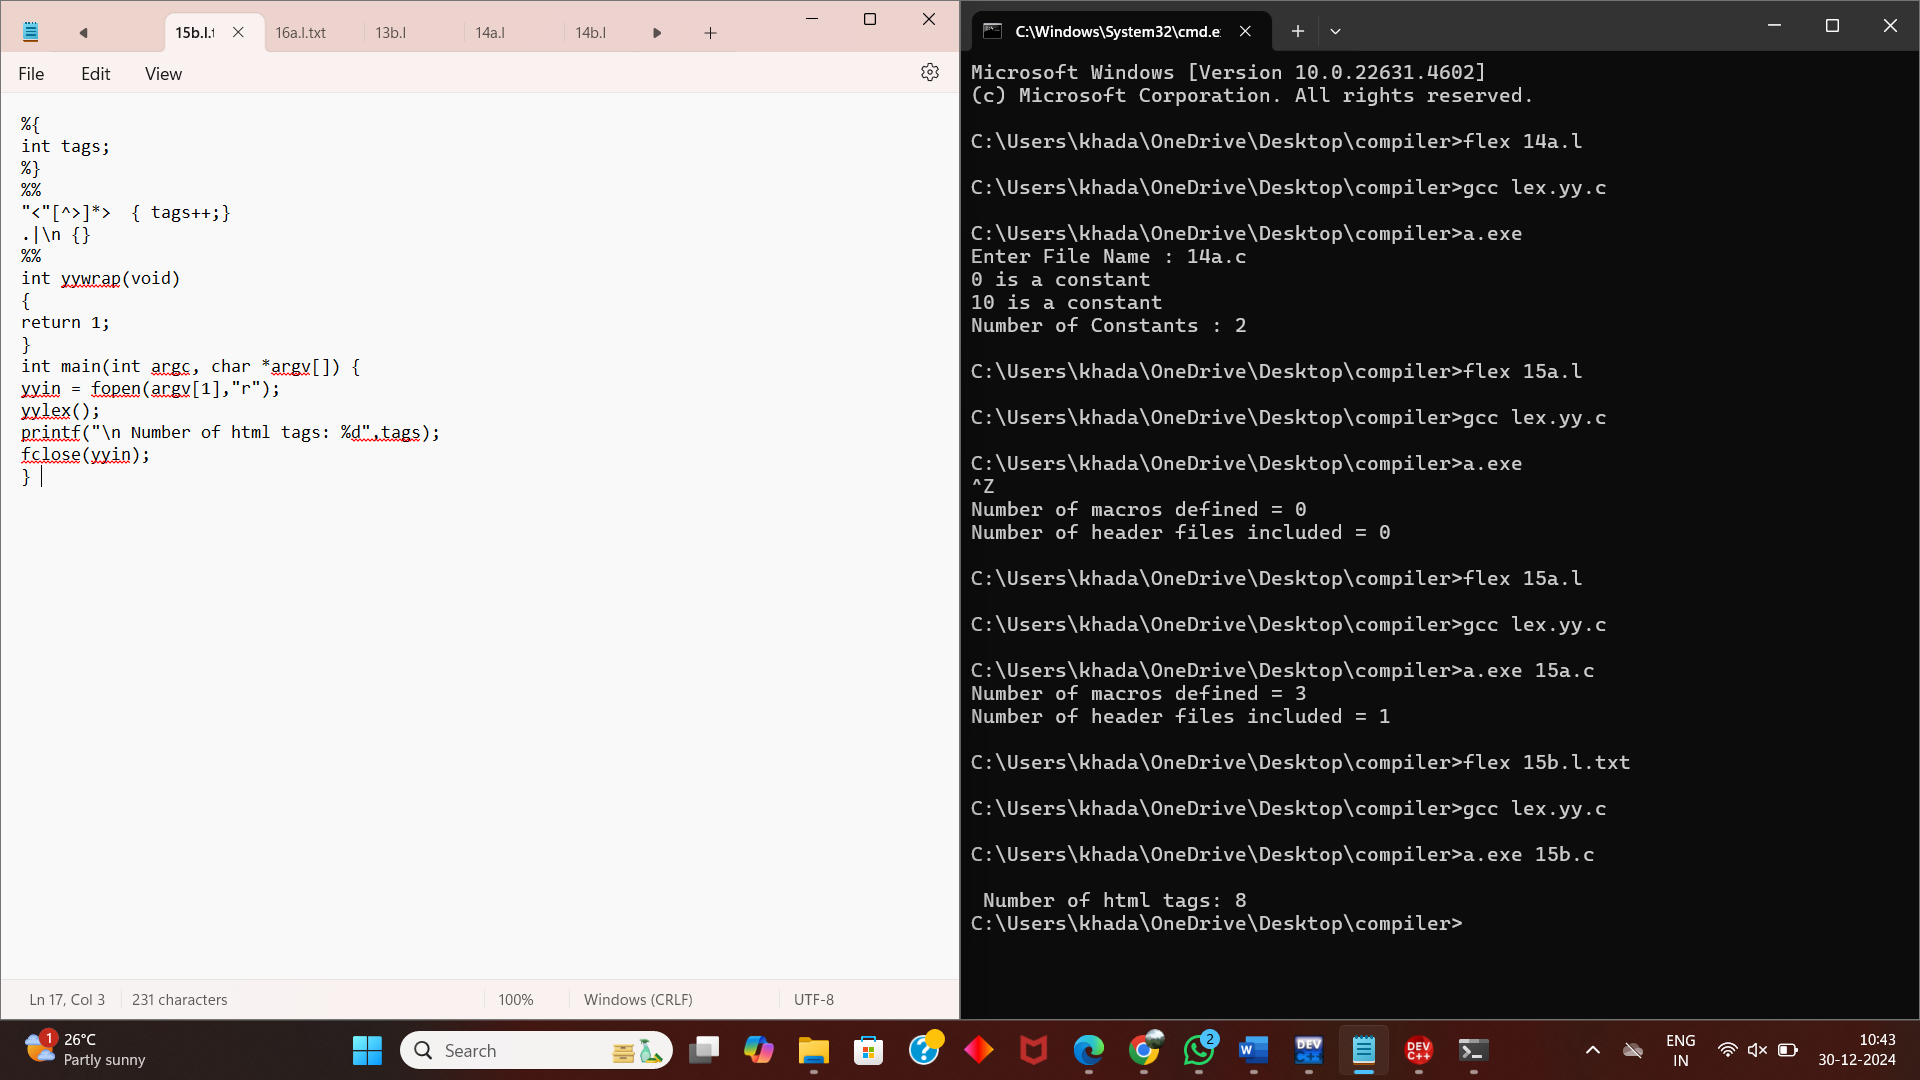 15b.l.t
16a.l.txt
13b.l
14a.l
14b.l
File
Edit
View
%{
int tags;
%}
%%
"<"[^>]*>  { tags++;}
.|\n {}
%%
int yywrap(void)
{
return 1;
}
int main(int argc, char *argv[]) {
yyin = fopen(argv[1],"r");
yylex();
printf("\n Number of html tags: %d",tags);
fclose(yyin);
}
Ln 17, Col 3
231 characters
100%
Windows (CRLF)
UTF-8
C:\Windows\System32\cmd.e
Microsoft Windows [Version 10.0.22631.4602]
(c) Microsoft Corporation. All rights reserved.
C:\Users\khada\OneDrive\Desktop\compiler>flex 14a.l
C:\Users\khada\OneDrive\Desktop\compiler>gcc lex.yy.c
C:\Users\khada\OneDrive\Desktop\compiler>a.exe
Enter File Name : 14a.c
0 is a constant
10 is a constant
Number of Constants : 2
C:\Users\khada\OneDrive\Desktop\compiler>flex 15a.l
C:\Users\khada\OneDrive\Desktop\compiler>gcc lex.yy.c
C:\Users\khada\OneDrive\Desktop\compiler>a.exe
^Z
Number of macros defined = 0
Number of header files included = 0
C:\Users\khada\OneDrive\Desktop\compiler>flex 15a.l
C:\Users\khada\OneDrive\Desktop\compiler>gcc lex.yy.c
C:\Users\khada\OneDrive\Desktop\compiler>a.exe 15a.c
Number of macros defined = 3
Number of header files included = 1
C:\Users\khada\OneDrive\Desktop\compiler>flex 15b.l.txt
C:\Users\khada\OneDrive\Desktop\compiler>gcc lex.yy.c
C:\Users\khada\OneDrive\Desktop\compiler>a.exe 15b.c
Number of html tags: 8
C:\Users\khada\OneDrive\Desktop\compiler>
1
26°C
Partly sunny
Search
2
W
DEV
DEV
C++
ENG
IN
10:43
30-12-2024